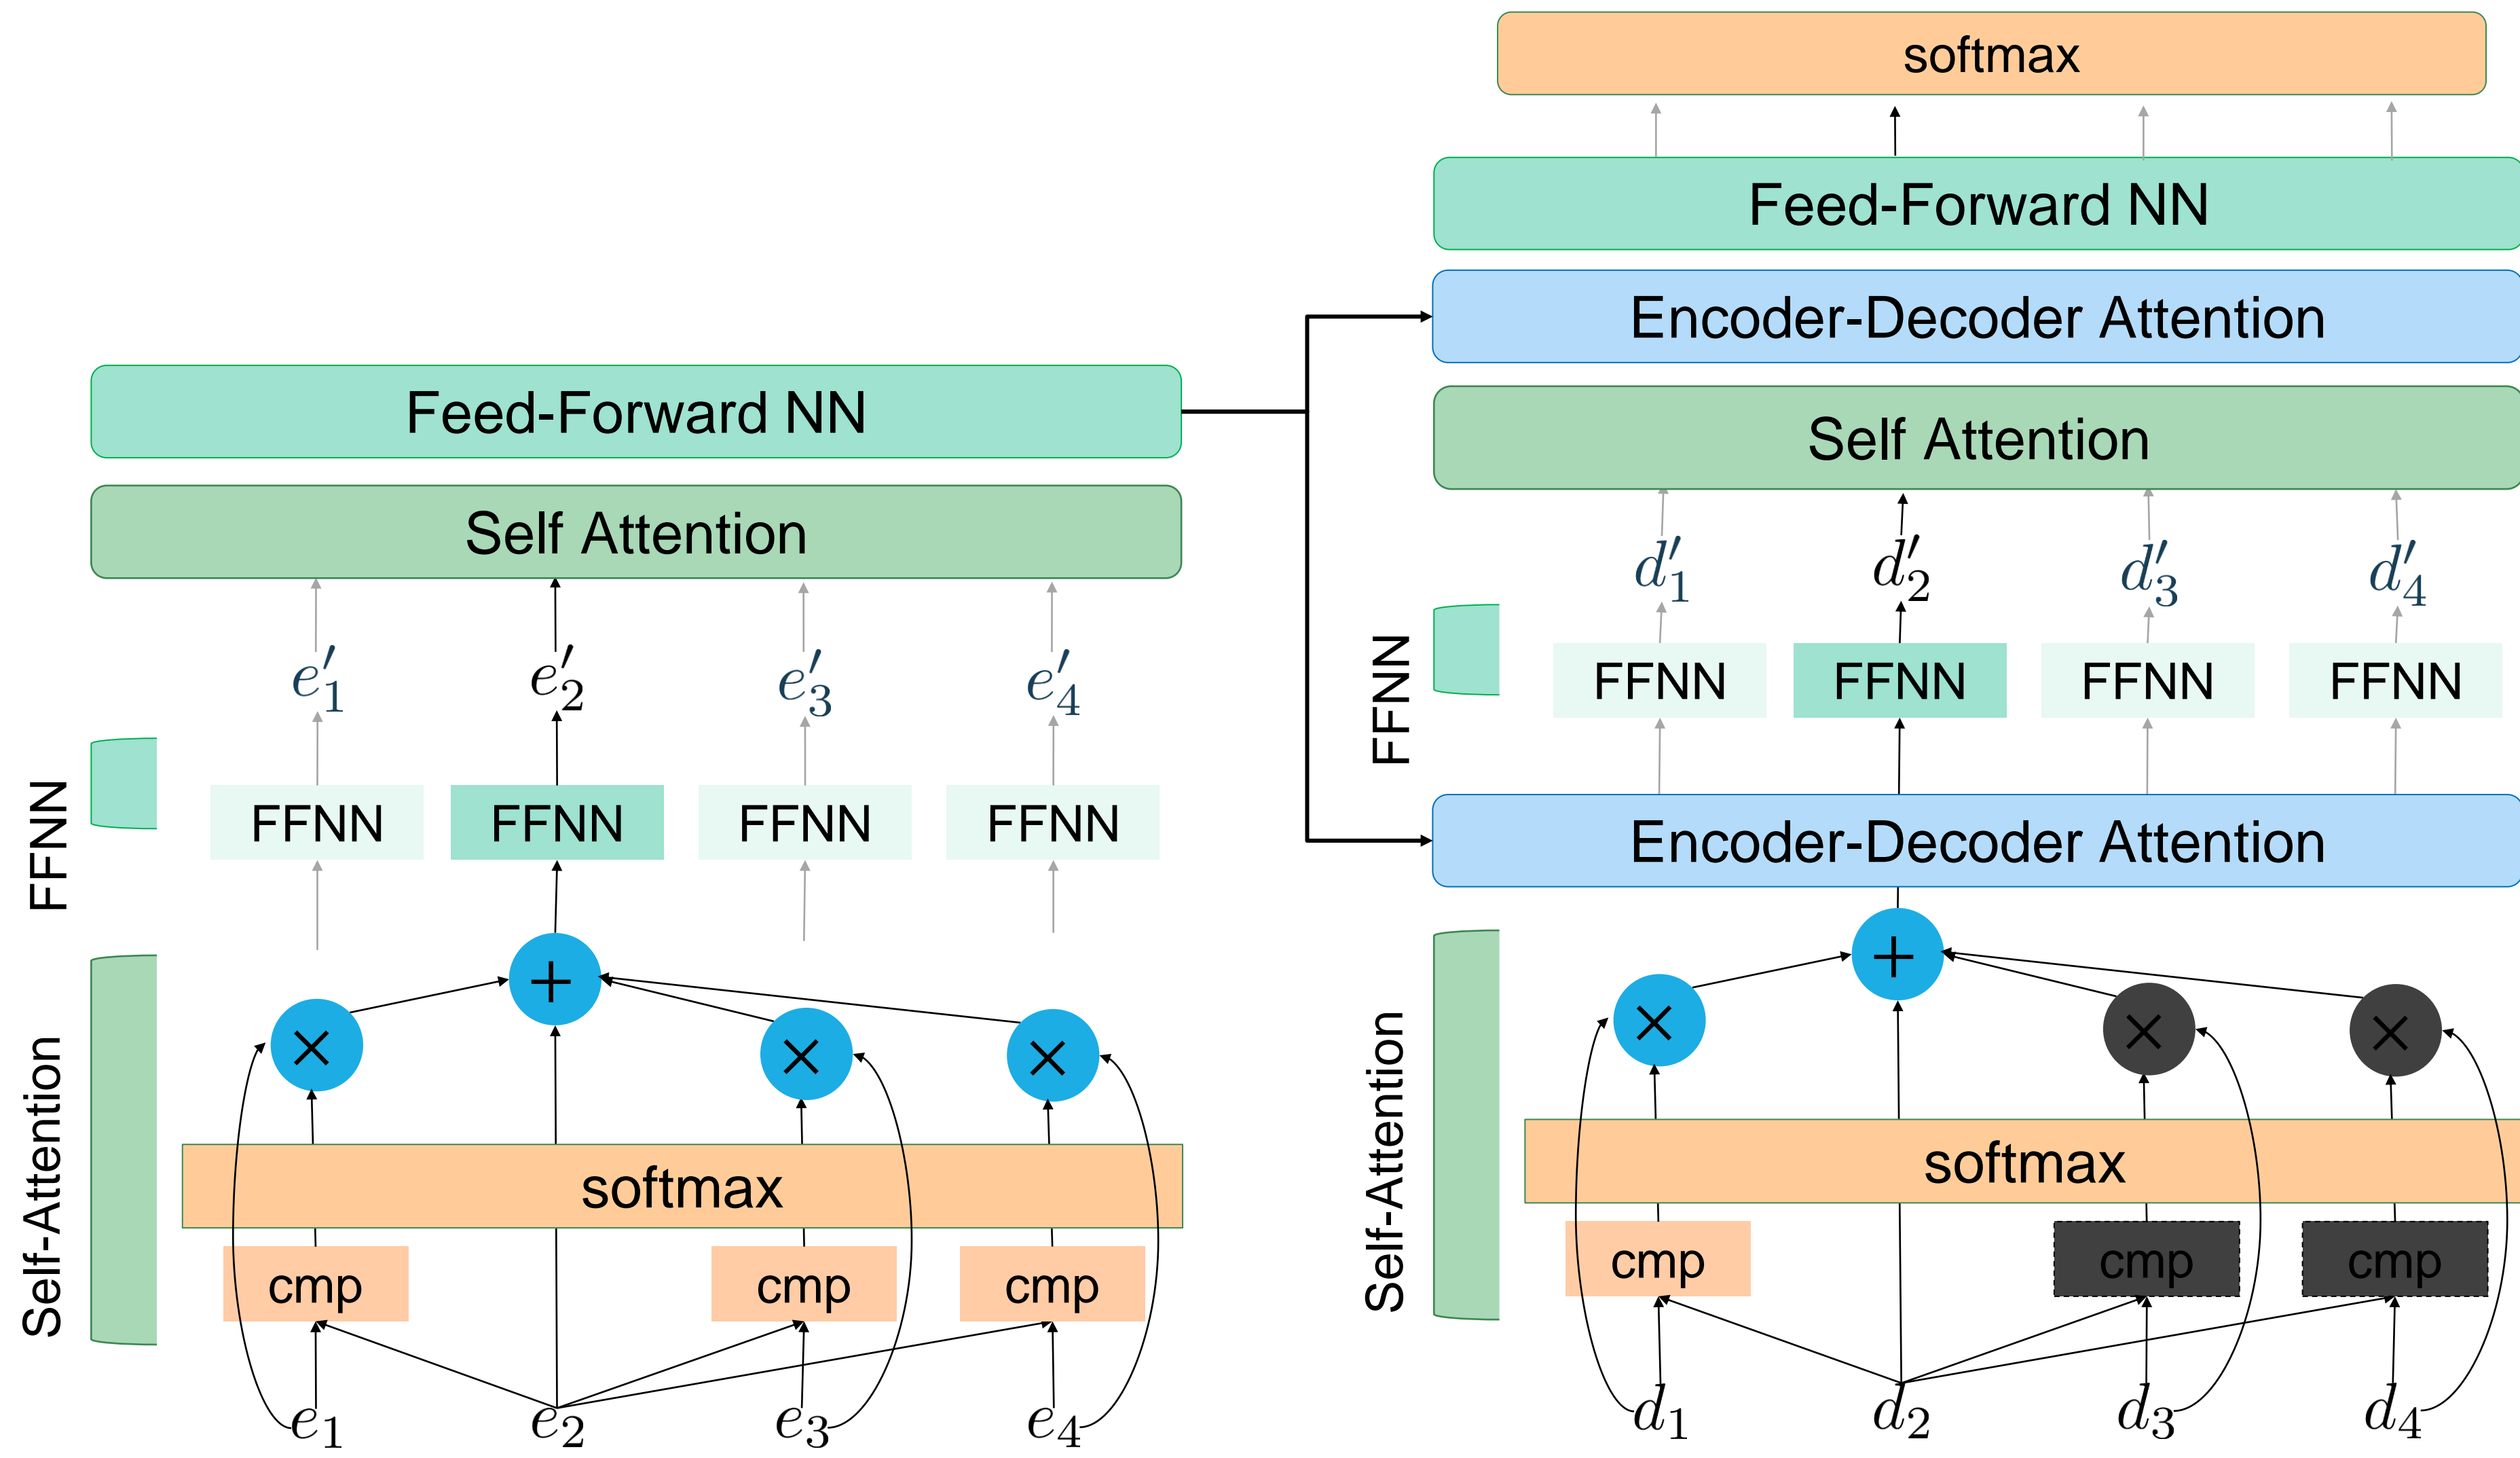 softmax
Feed-Forward NN
Encoder-Decoder Attention
Self Attention
d′1 d′2 d′3 d′4
FFNN
FFNN FFNN FFNN FFNN
Encoder-Decoder Attention
+
× × ×
Self-Attention
softmax
cmp cmp cmp
d1 d2 d3 d4
Feed-Forward NN
Self Attention
e′1 e′2 e′3 e′4
FFNN
FFNN FFNN FFNN FFNN
+
× × ×
Self-Attention
softmax
cmp cmp cmp
e1 e2 e3 e4